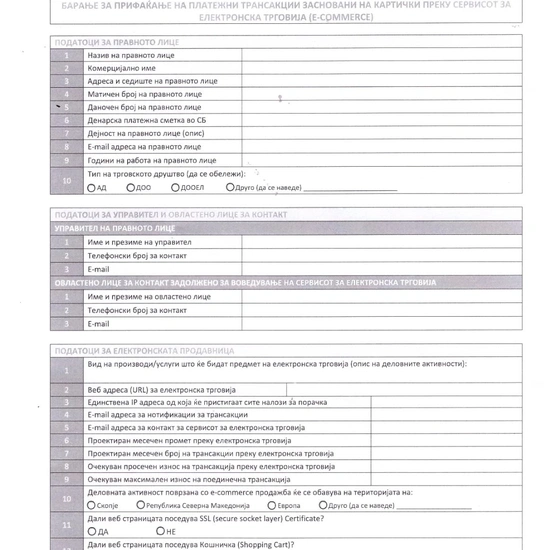 БАРАЊЕ ЗА ПРИФАЌАЊЕ НА ПЛАТЕЖНИ ТРАНСАКЦИИ ЗАСНОВАНИ НА КАРТИЧКИ ПРЕКУ СЕРВИСОТ ЗА
ЕЛЕКТРОНСКА ТРГОВИЈА (E-COMMERCE)
ПОДАТОЦИ ЗА ПРАВНОТО ЛИЦЕ
1 Назив на правното лице
2 Комерцијално име
3 Адреса и седиште на правното лице
4 Матичен број на правното лице
5 Даночен број на правното лице
6 Денарска платежна сметка во СБ
7 Дејност на правното лице (опис)
8 E-mail адреса на правното лице
9 Години на работа на правното лице
10 Тип на трговското друштво (да се обележи):
АД ДОО ДООЕЛ Друго (да се наведе) ____________________
ПОДАТОЦИ ЗА УПРАВИТЕЛ И ОВЛАСТЕНО ЛИЦЕ ЗА КОНТАКТ
УПРАВИТЕЛ НА ПРАВНОТО ЛИЦЕ
1 Име и презиме на управител
2 Телефонски број за контакт
3 E-mail
ОВЛАСТЕНО ЛИЦЕ ЗА КОНТАКТ ЗАДОЛЖЕНО ЗА ВОВЕДУВАЊЕ НА СЕРВИСОТ ЗА ЕЛЕКТРОНСКА ТРГОВИЈА
1 Име и презиме на овластено лице
2 Телефонски број за контакт
3 E-mail
ПОДАТОЦИ ЗА ЕЛЕКТРОНСКАТА ПРОДАВНИЦА
1 Вид на производи/услуги што ќе бидат предмет на електронска трговија (опис на деловните активности):
2 Веб адреса (URL) за електронска трговија
3 Единствена IP адреса од која ќе пристигаат сите налози за порачка
4 E-mail адреса за нотификации за трансакции
5 E-mail адреса за контакт за сервисот за електронска трговија
6 Проектиран месечен промет преку електронска трговија
7 Проектиран месечен број на трансакции преку електронска трговија
8 Очекуван просечен износ на трансакција преку електронска трговија
9 Очекуван максимален износ на поединечна трансакција
10 Деловната активност поврзана со e-commerce продажба ќе се обавува на територијата на:
Скопје Република Северна Македонија Европа Друго (да се наведе) ____________________
11 Дали веб страницата поседува SSL (secure socket layer) Certificate?
ДА НЕ
Дали веб страницата поседува Кошничка (Shopping Cart)?